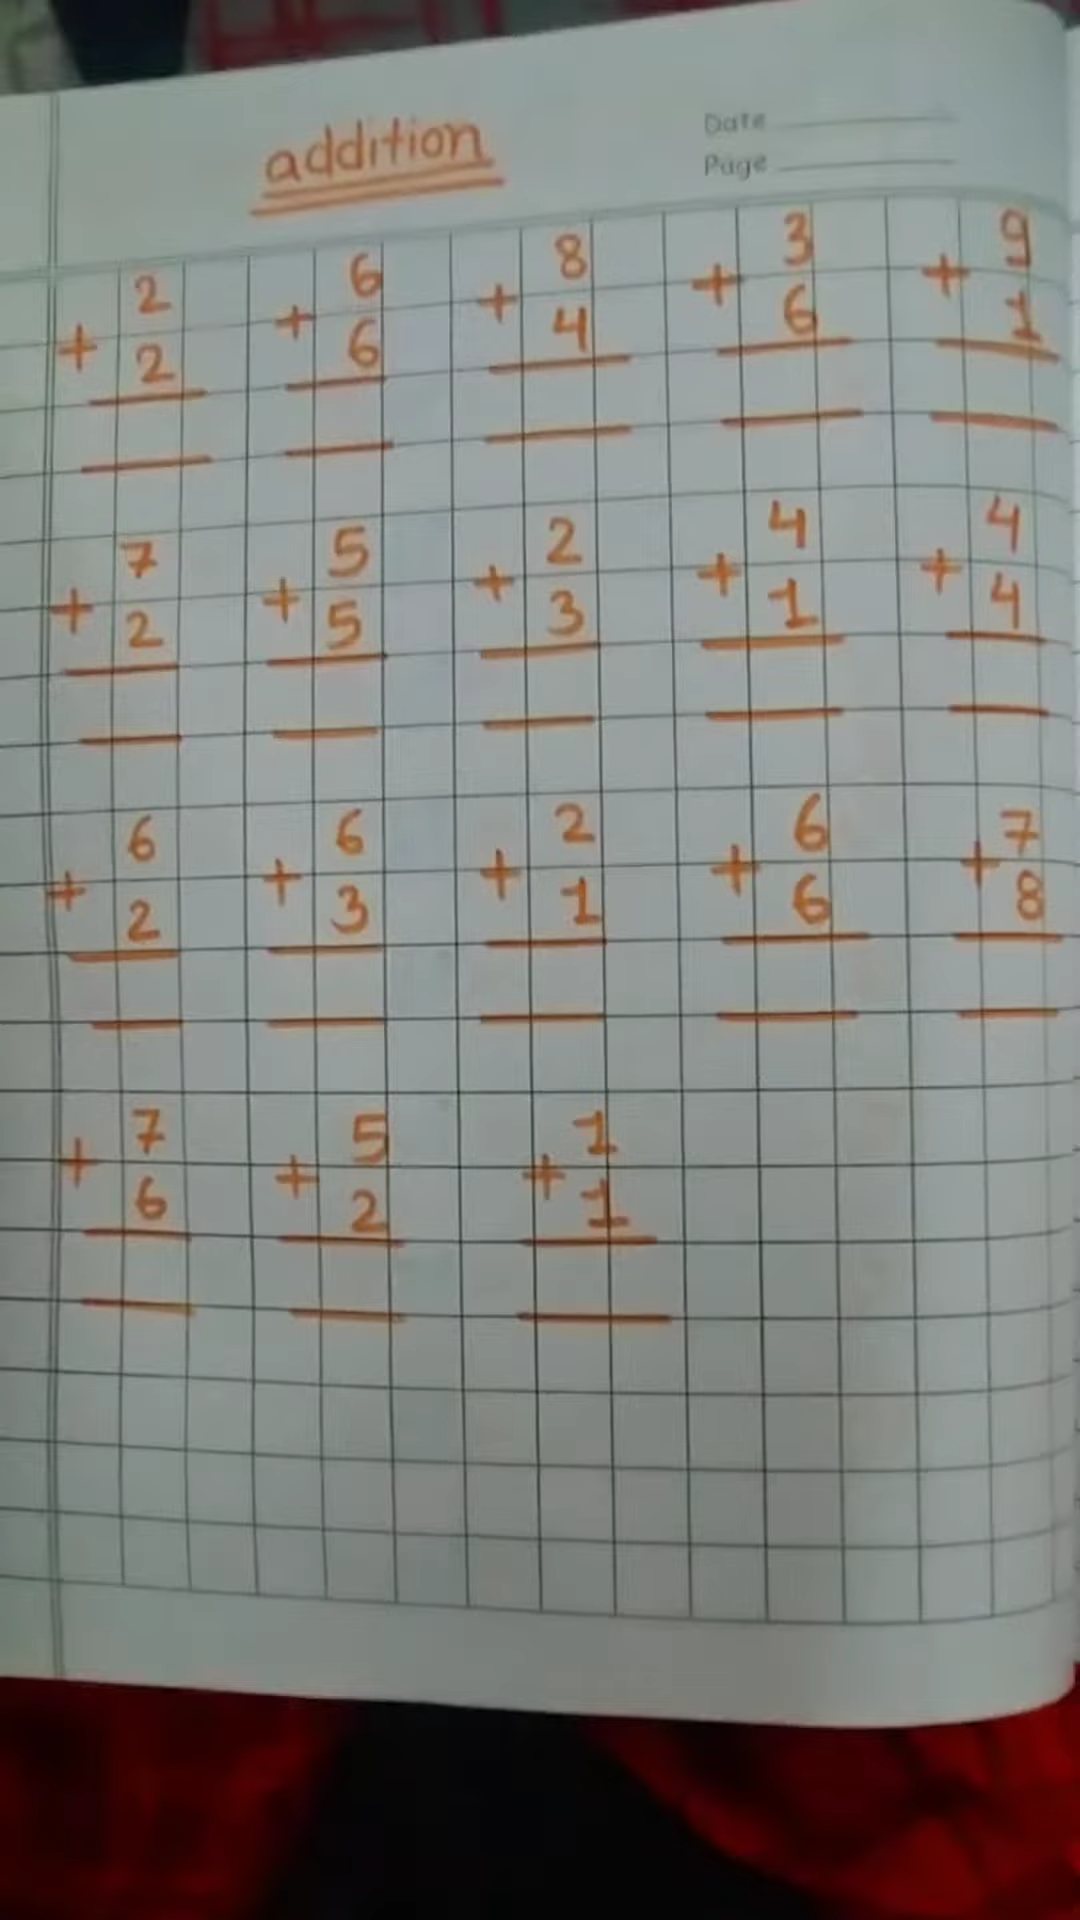 addition
Date
Page
2 6 8 3 9
+ + + + +
2 6 4 6 1
7 5 2 4 4
+ + + + +
2 5 3 1 4
6 6 2 6 7
+ + + + +
2 3 1 6 8
7 5 1
+ + +
6 2 1